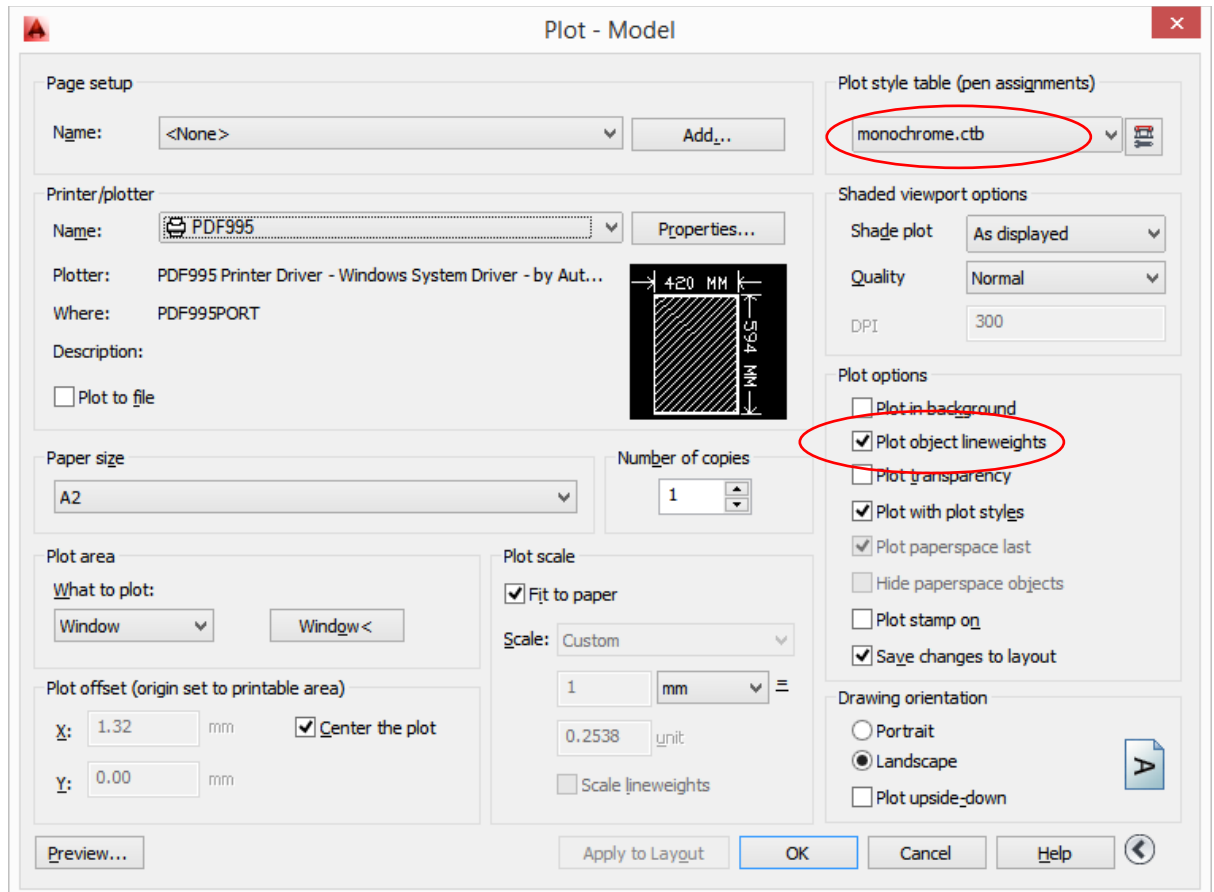 Plot - Model
Page setup
Name:
<None>
Add...
Printer/plotter
Name:
PDF995
Properties...
Plotter:
PDF995 Printer Driver - Windows System Driver - by Aut...
Where:
PDF995PORT
Description:
Plot to file
420 MM
594 MM
Paper size
A2
Number of copies
1
Plot area
What to plot:
Window
Window<
Plot offset (origin set to printable area)
X:
1.32
mm
Center the plot
Y:
0.00
mm
Plot scale
Fit to paper
Scale:
Custom
1
mm
=
0.2538
unit
Scale lineweights
Plot style table (pen assignments)
monochrome.ctb
Shaded viewport options
Shade plot
As displayed
Quality
Normal
DPI
300
Plot options
Plot in background
Plot object lineweights
Plot transparency
Plot with plot styles
Plot paperspace last
Hide paperspace objects
Plot stamp on
Save changes to layout
Drawing orientation
Portrait
Landscape
Plot upside-down
A
Preview...
Apply to Layout
OK
Cancel
Help